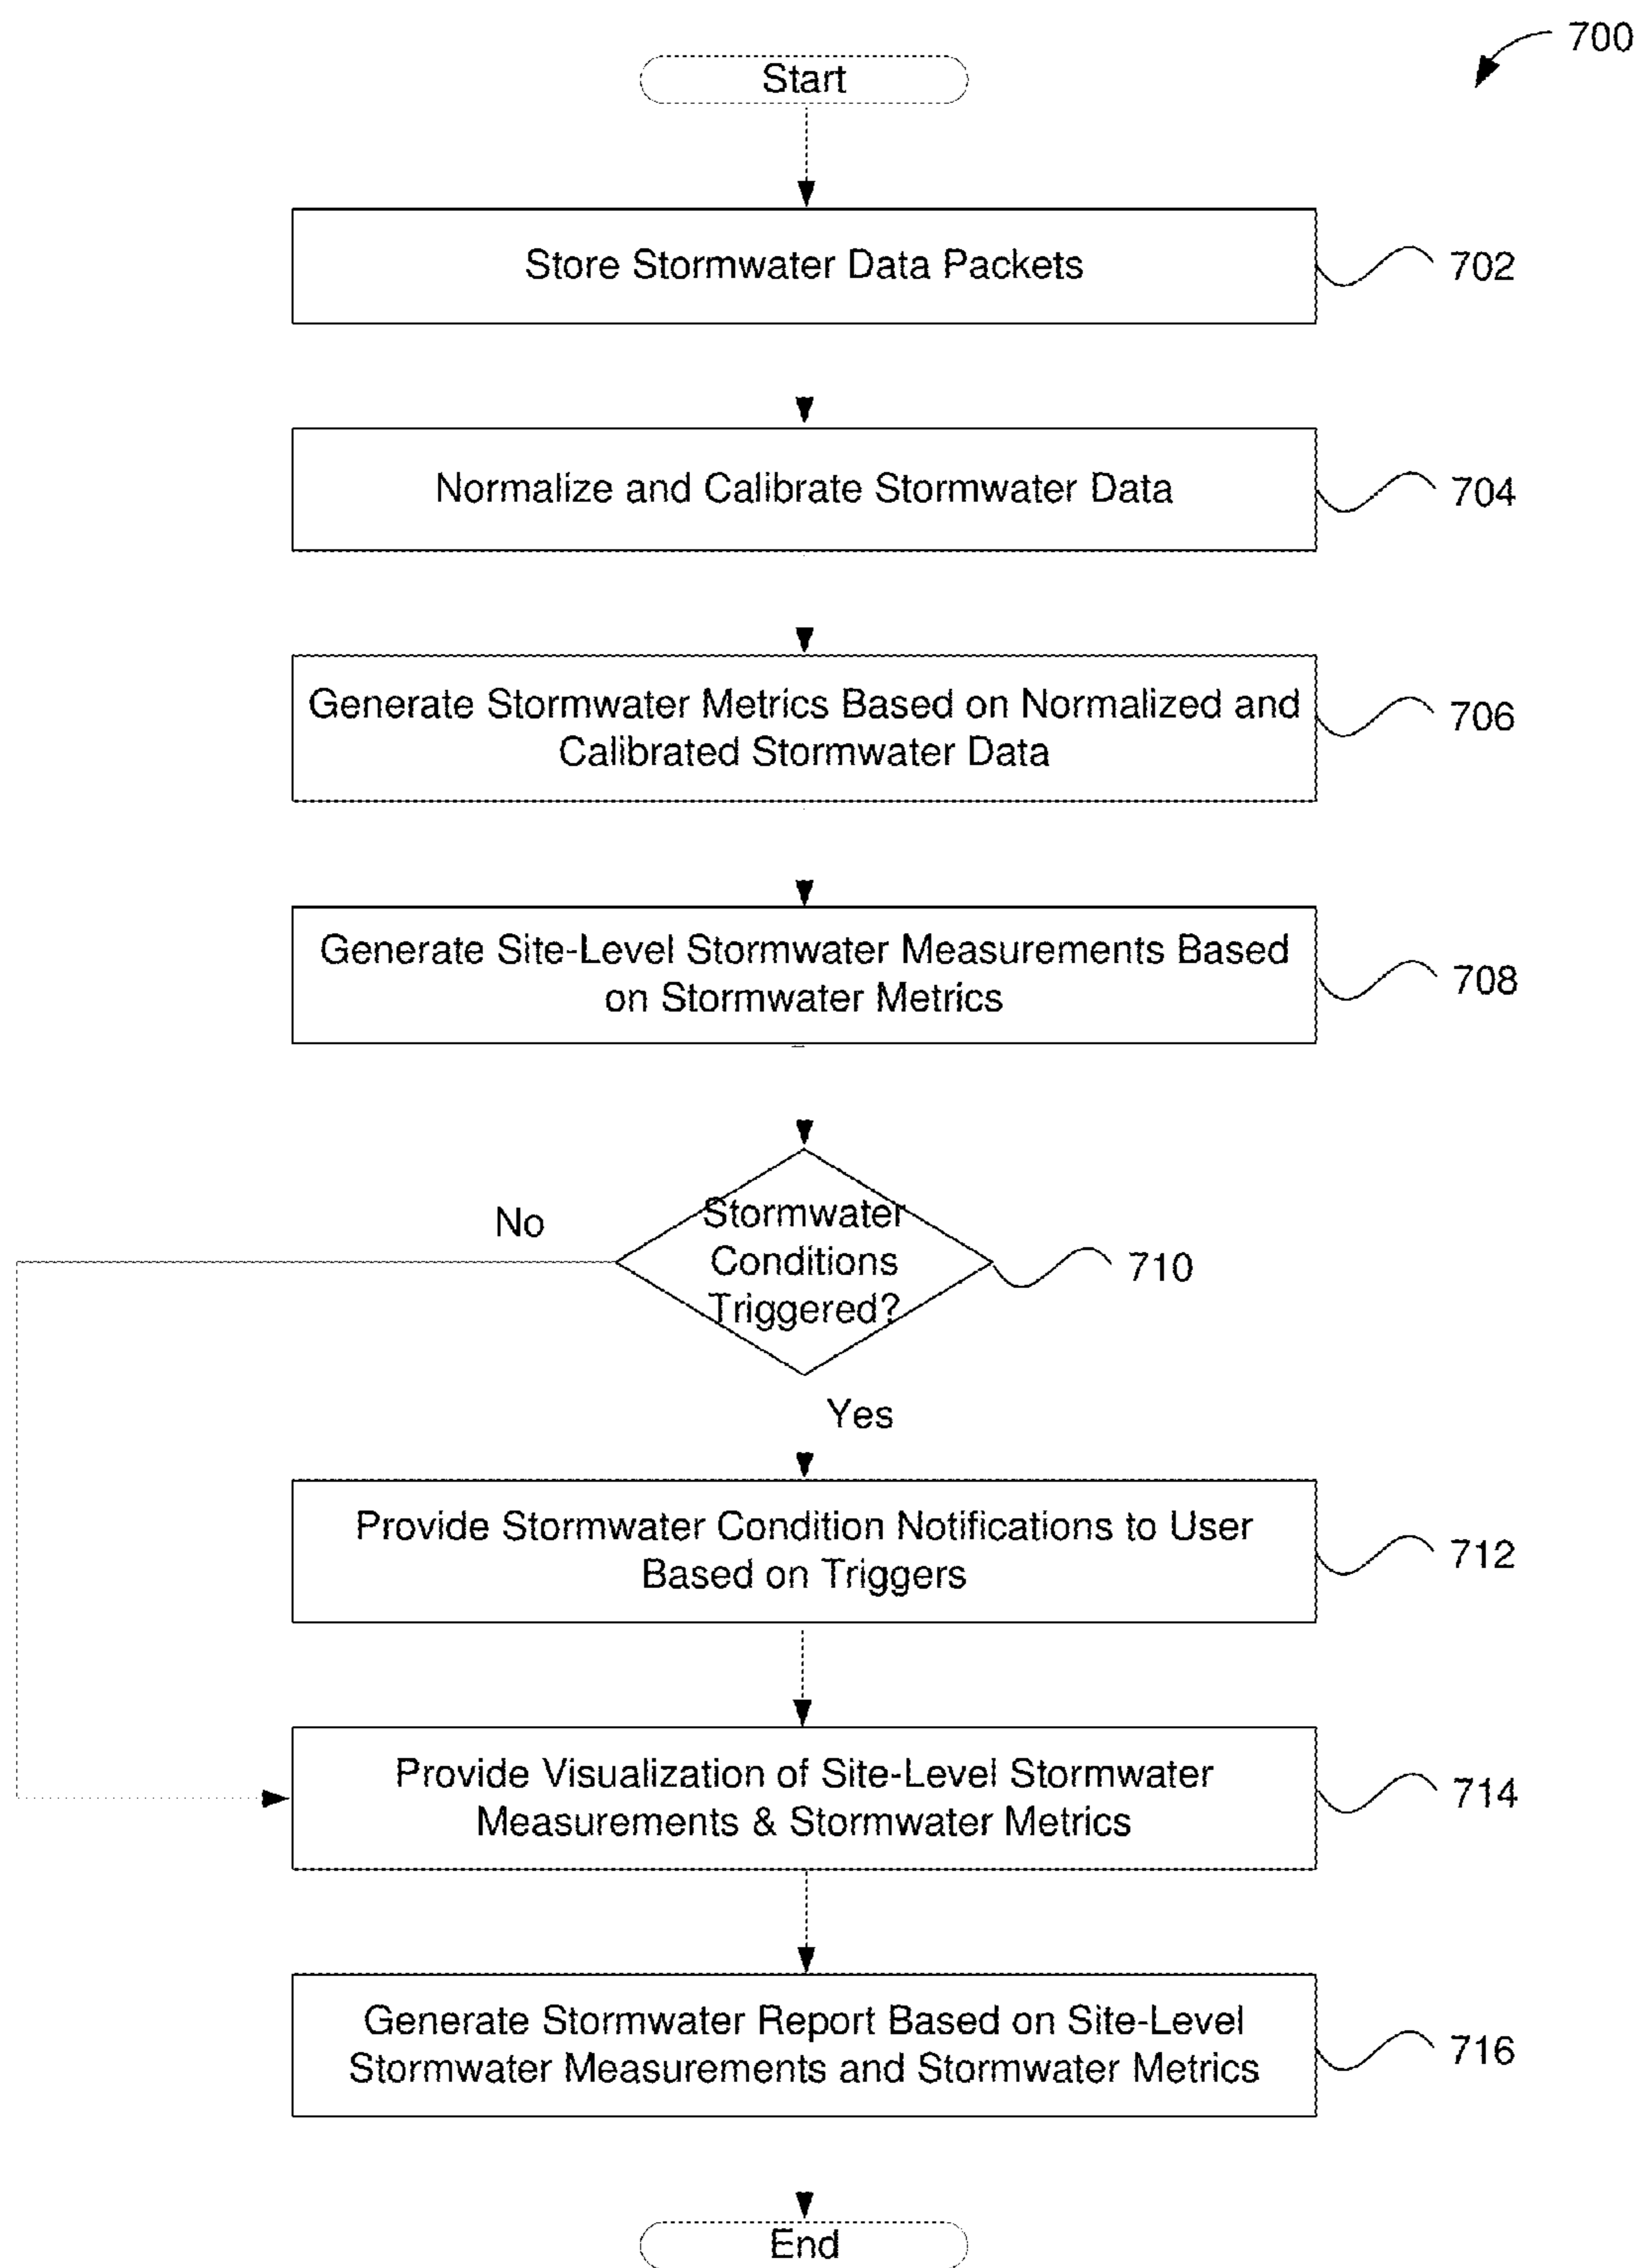 700
Start
Store Stormwater Data Packets
702
Normalize and Calibrate Stormwater Data
704
Generate Stormwater Metrics Based on Normalized and
Calibrated Stormwater Data
706
Generate Site-Level Stormwater Measurements Based
on Stormwater Metrics
708
No
Stormwater
Conditions
Triggered?
710
Yes
Provide Stormwater Condition Notifications to User
Based on Triggers
712
Provide Visualization of Site-Level Stormwater
Measurements & Stormwater Metrics
714
Generate Stormwater Report Based on Site-Level
Stormwater Measurements and Stormwater Metrics
716
End